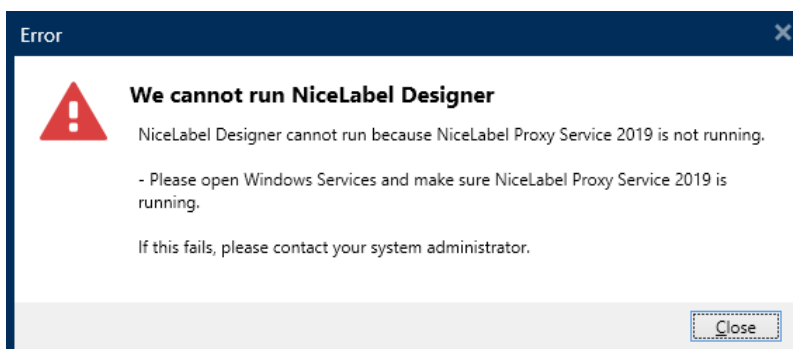 Error
We cannot run NiceLabel Designer
NiceLabel Designer cannot run because NiceLabel Proxy Service 2019 is not running.
- Please open Windows Services and make sure NiceLabel Proxy Service 2019 is
running.
If this fails, please contact your system administrator.
Close